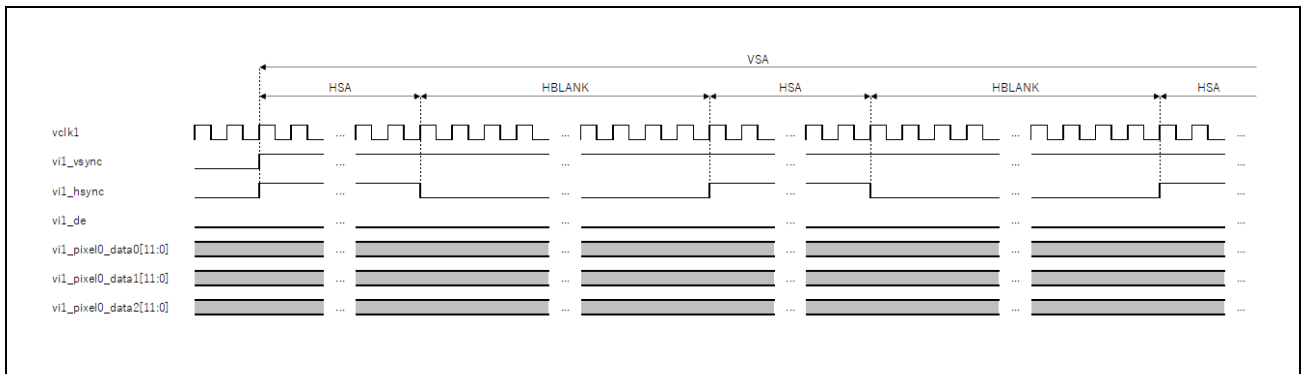 VSA
HSA HBLANK HSA HBLANK HSA
vclk1 ... ... ... ... ...
vi1_vsync ... ... ... ... ...
vi1_hsync ... ... ... ... ...
vi1_de ... ... ... ... ...
vi1_pixel0_data0[11:0] ... ... ... ... ...
vi1_pixel0_data1[11:0] ... ... ... ... ...
vi1_pixel0_data2[11:0] ... ... ... ... ...